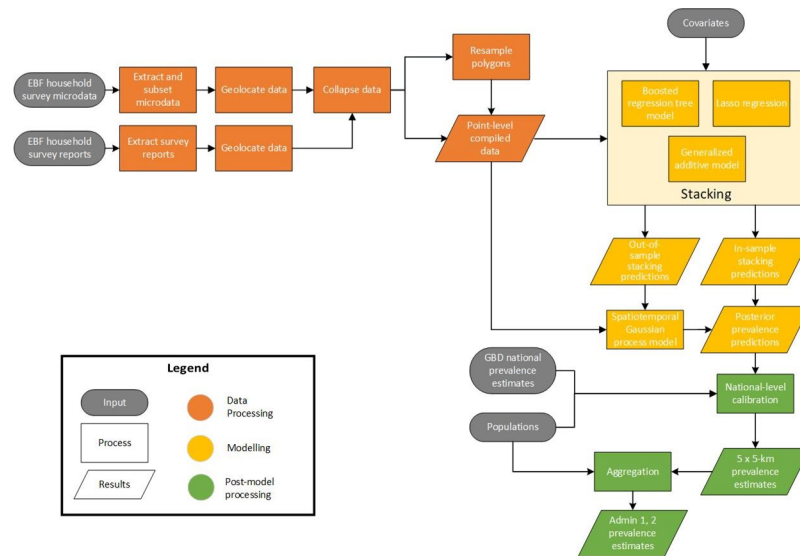 Covariates
Resample
polygons
EBF household
survey microdata
Extract and
subset
microdata
Geolocate data
Collapse data
Boosted
regression tree
model
Lasso regression
EBF household
survey reports
Extract survey
reports
Geolocate data
Point-level
compiled
data
Generalized
additive model
Stacking
Out-of-
sample
stacking
predictions
In-sample
stacking
predictions
Spatiotemporal
Gaussian
process model
Posterior
prevalence
predictions
GBD national
prevalence
estimates
National-level
calibration
Populations
Aggregation
5 x 5-km
prevalence
estimates
Admin 1, 2
prevalence
estimates
Legend
Input
Data
Processing
Process
Modelling
Results
Post-model
processing